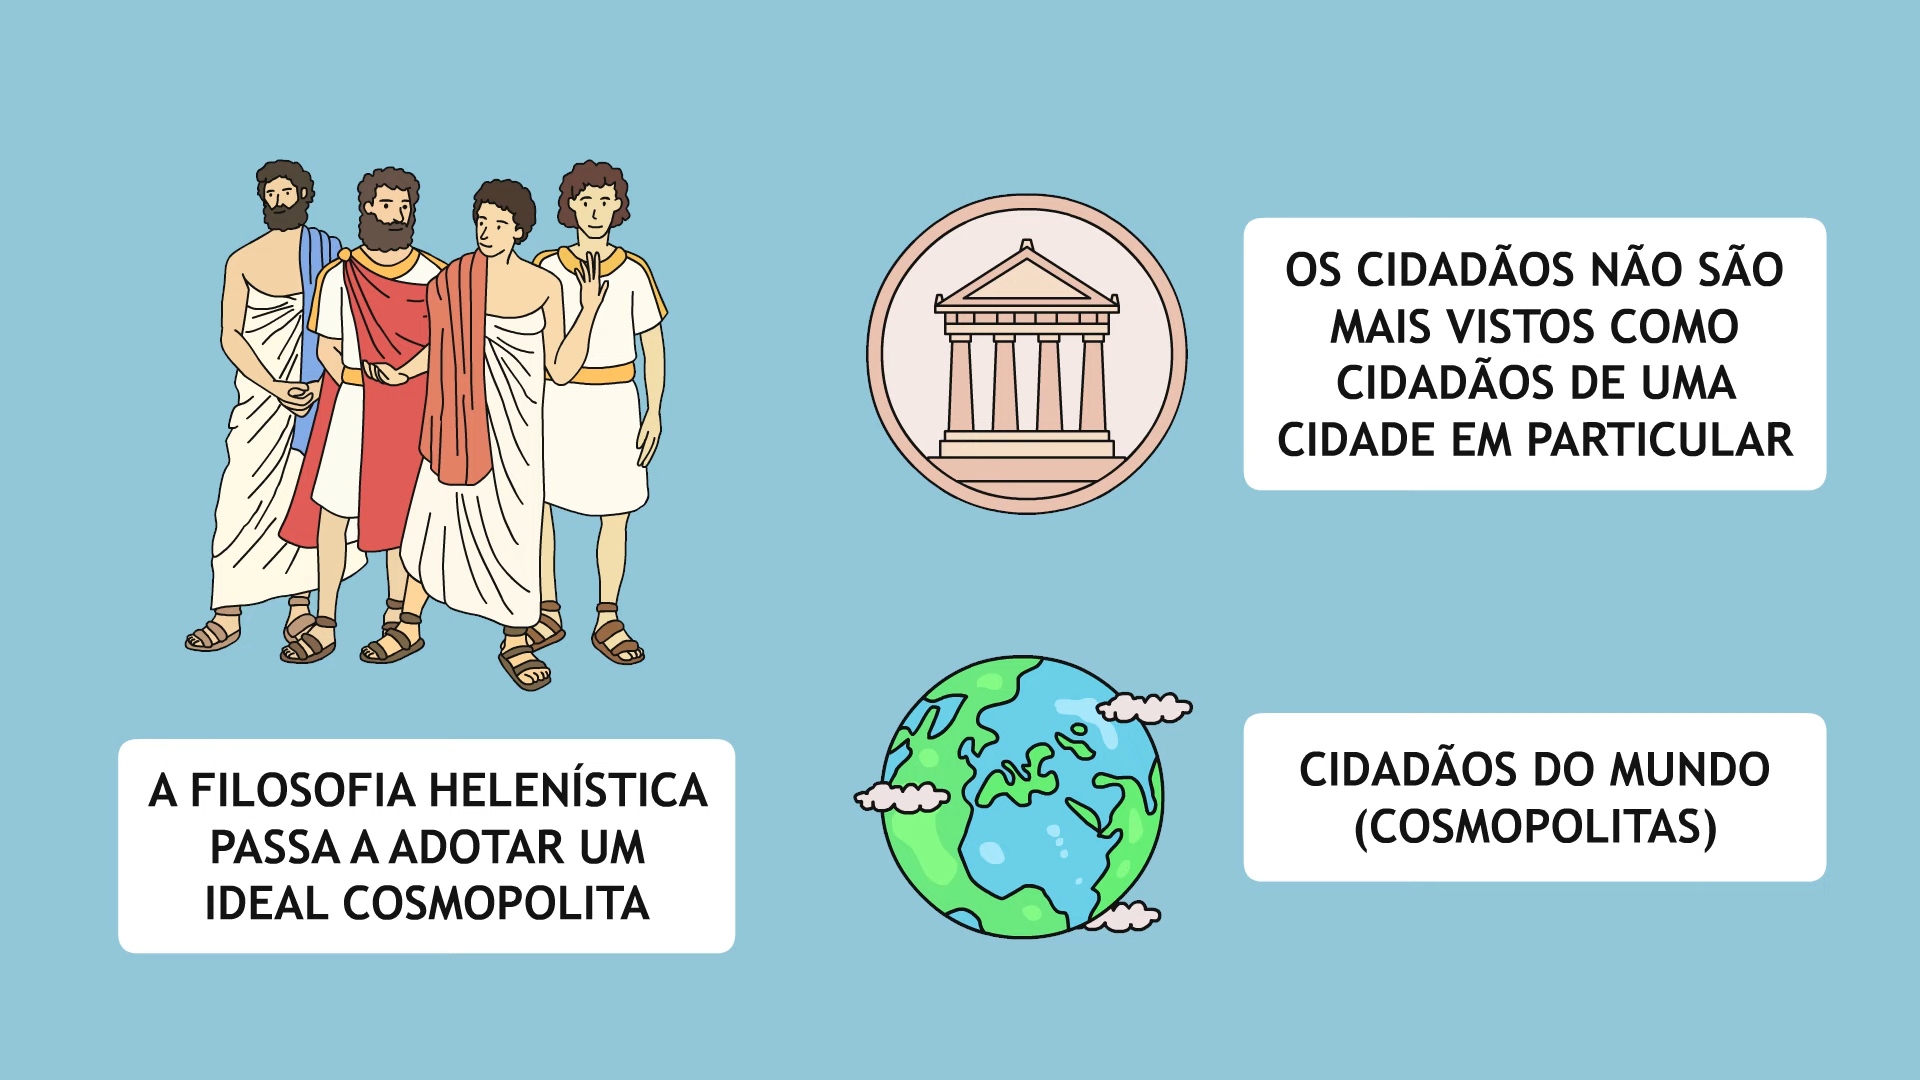 A FILOSOFIA HELENÍSTICA
PASSA A ADOTAR UM
IDEAL COSMOPOLITA
OS CIDADÃOS NÃO SÃO
MAIS VISTOS COMO
CIDADÃOS DE UMA
CIDADE EM PARTICULAR
CIDADÃOS DO MUNDO
(COSMOPOLITAS)